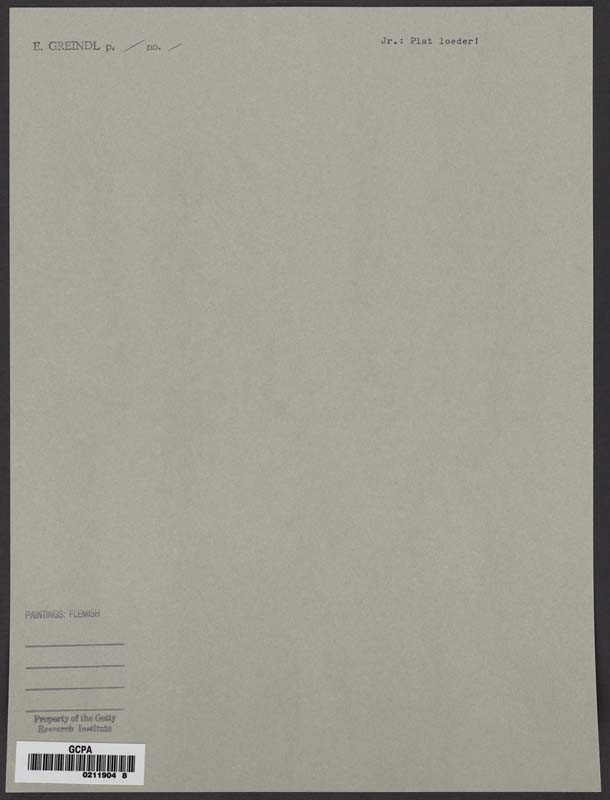 E. GREINDL p. / no. /
Jr.: Plat loeder!
PAINTINGS: FLEMISH
Property of the Getty
Research Institute
GCPA
0211904 8